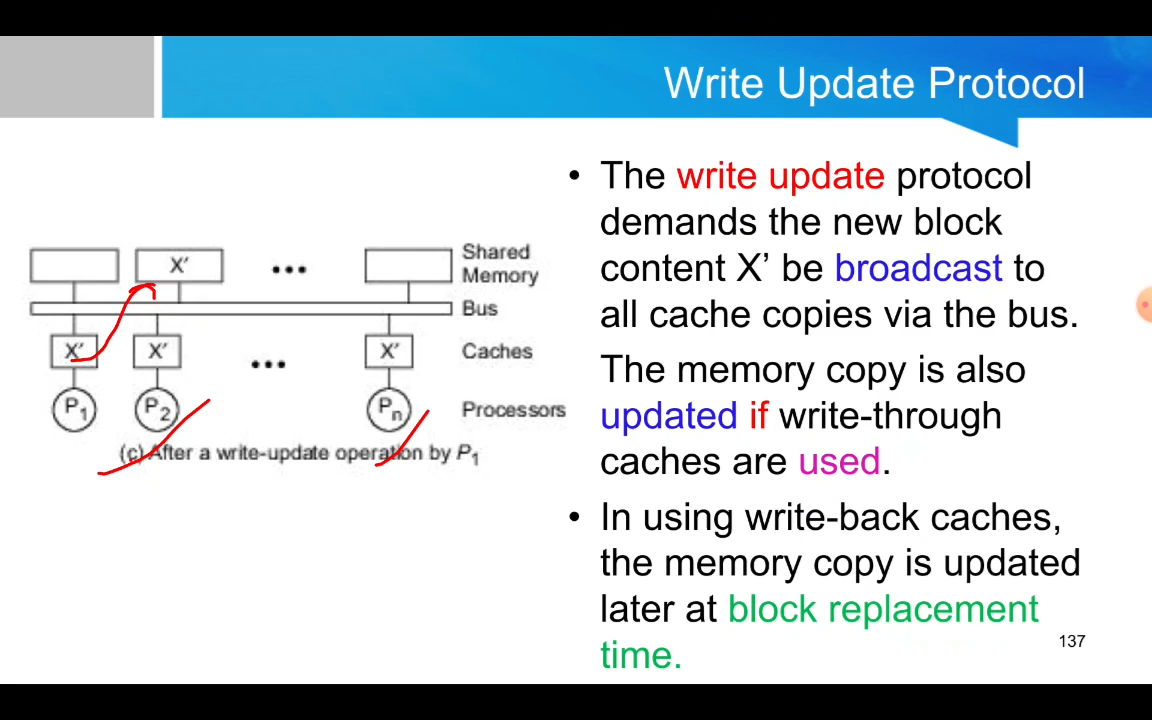 Write Update Protocol
X'
•••
Shared
Memory
Bus
X'
X'
•••
X'
Caches
P1
P2
Pn
Processors
(c) After a write-update operation by P1
• The write update protocol
demands the new block
content X’ be broadcast to
all cache copies via the bus.
The memory copy is also
updated if write-through
caches are used.
• In using write-back caches,
the memory copy is updated
later at block replacement
time.
137